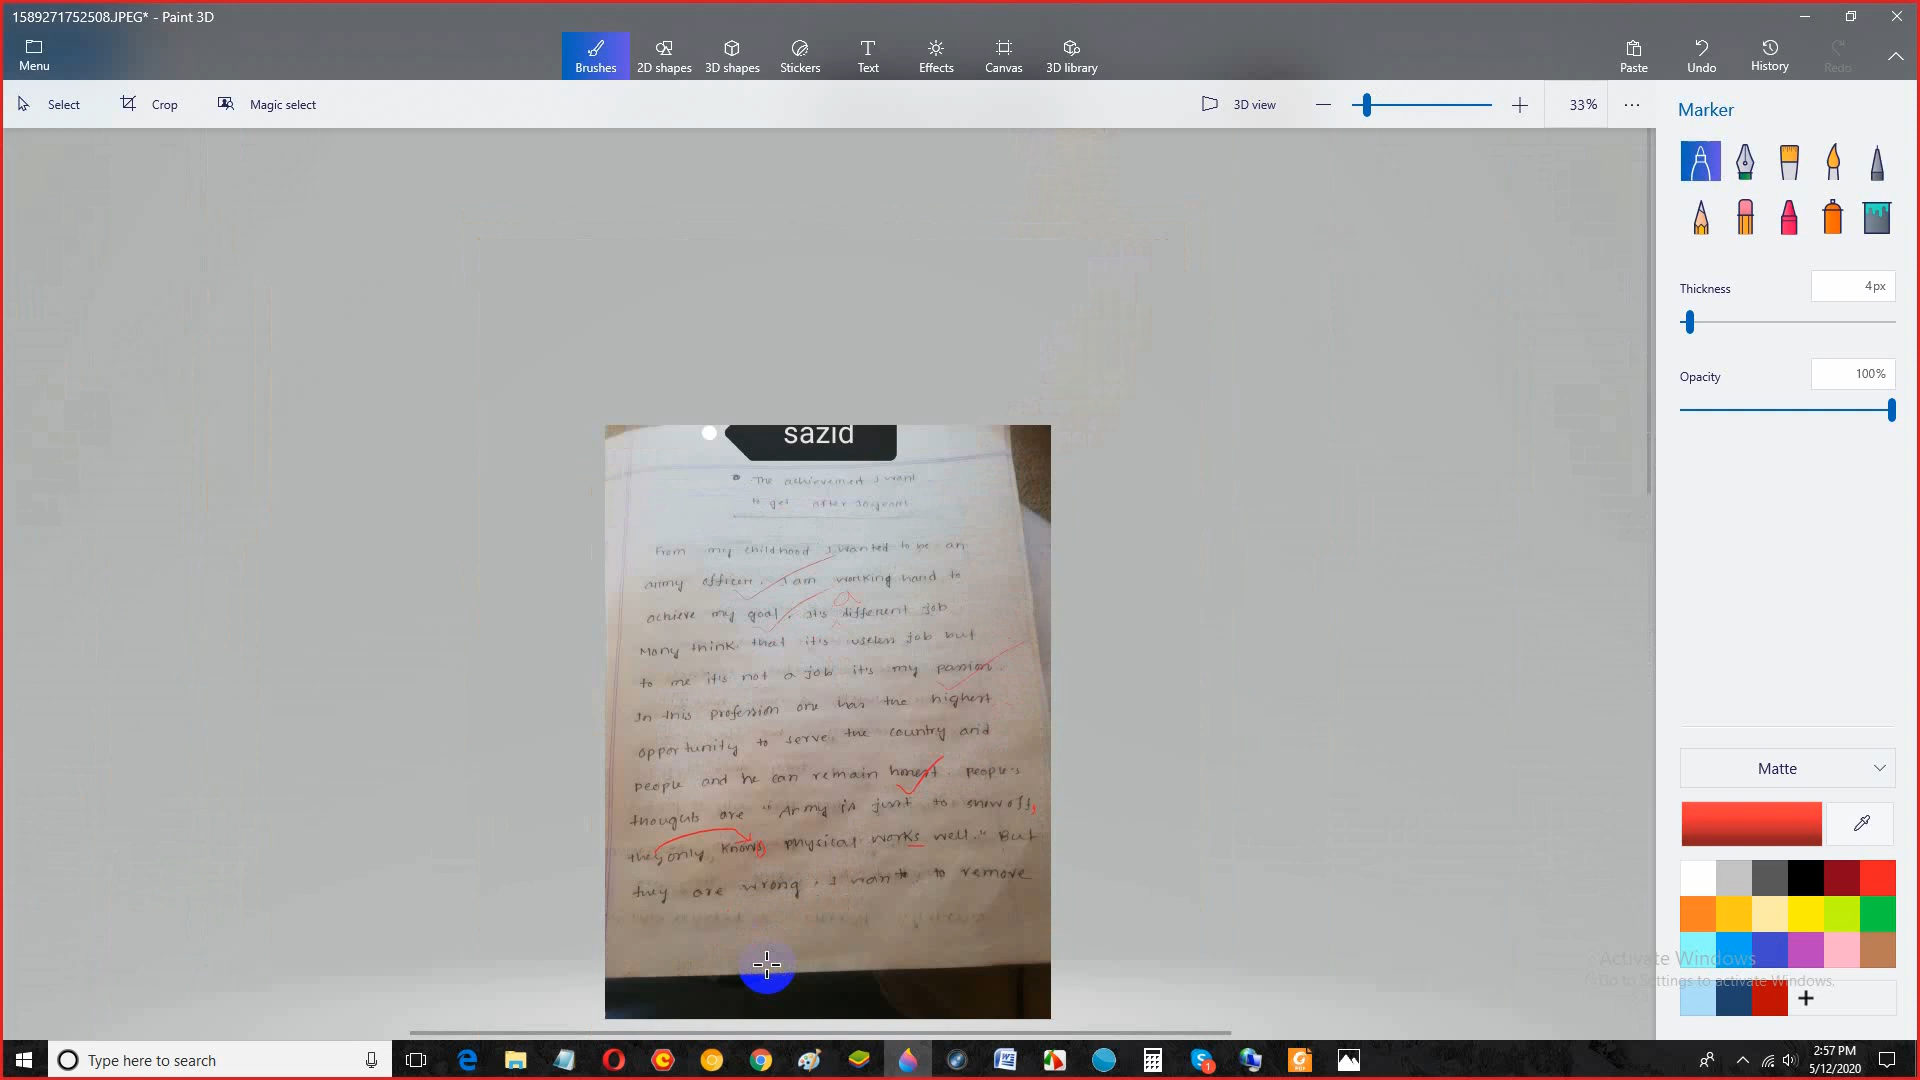 1589271752508.JPEG* - Paint 3D
Menu
Brushes
2D shapes
3D shapes
Stickers
Text
Effects
Canvas
3D library
Paste
Undo
History
Redo
Select
Crop
Magic select
3D view
33%
Marker
Thickness
4px
Opacity
100%
Matte
sazid
The achievement I want
to get after 10 years
From my childhood I wanted to be an
army officer. I am working hard to
a
achieve my goal. It's different job
Many think that it's useless job but
to me it's not a job it's my passion.
In this profession one has the highest
opportunity to serve the country and
people and he can remain honest. People's
thoughts are "Army is just to show off,
they only, knows physical works well." But
they are wrong. I want to remove
Activate Windows
Go to Settings to activate Windows.
Type here to search
2:57 PM
5/12/2020